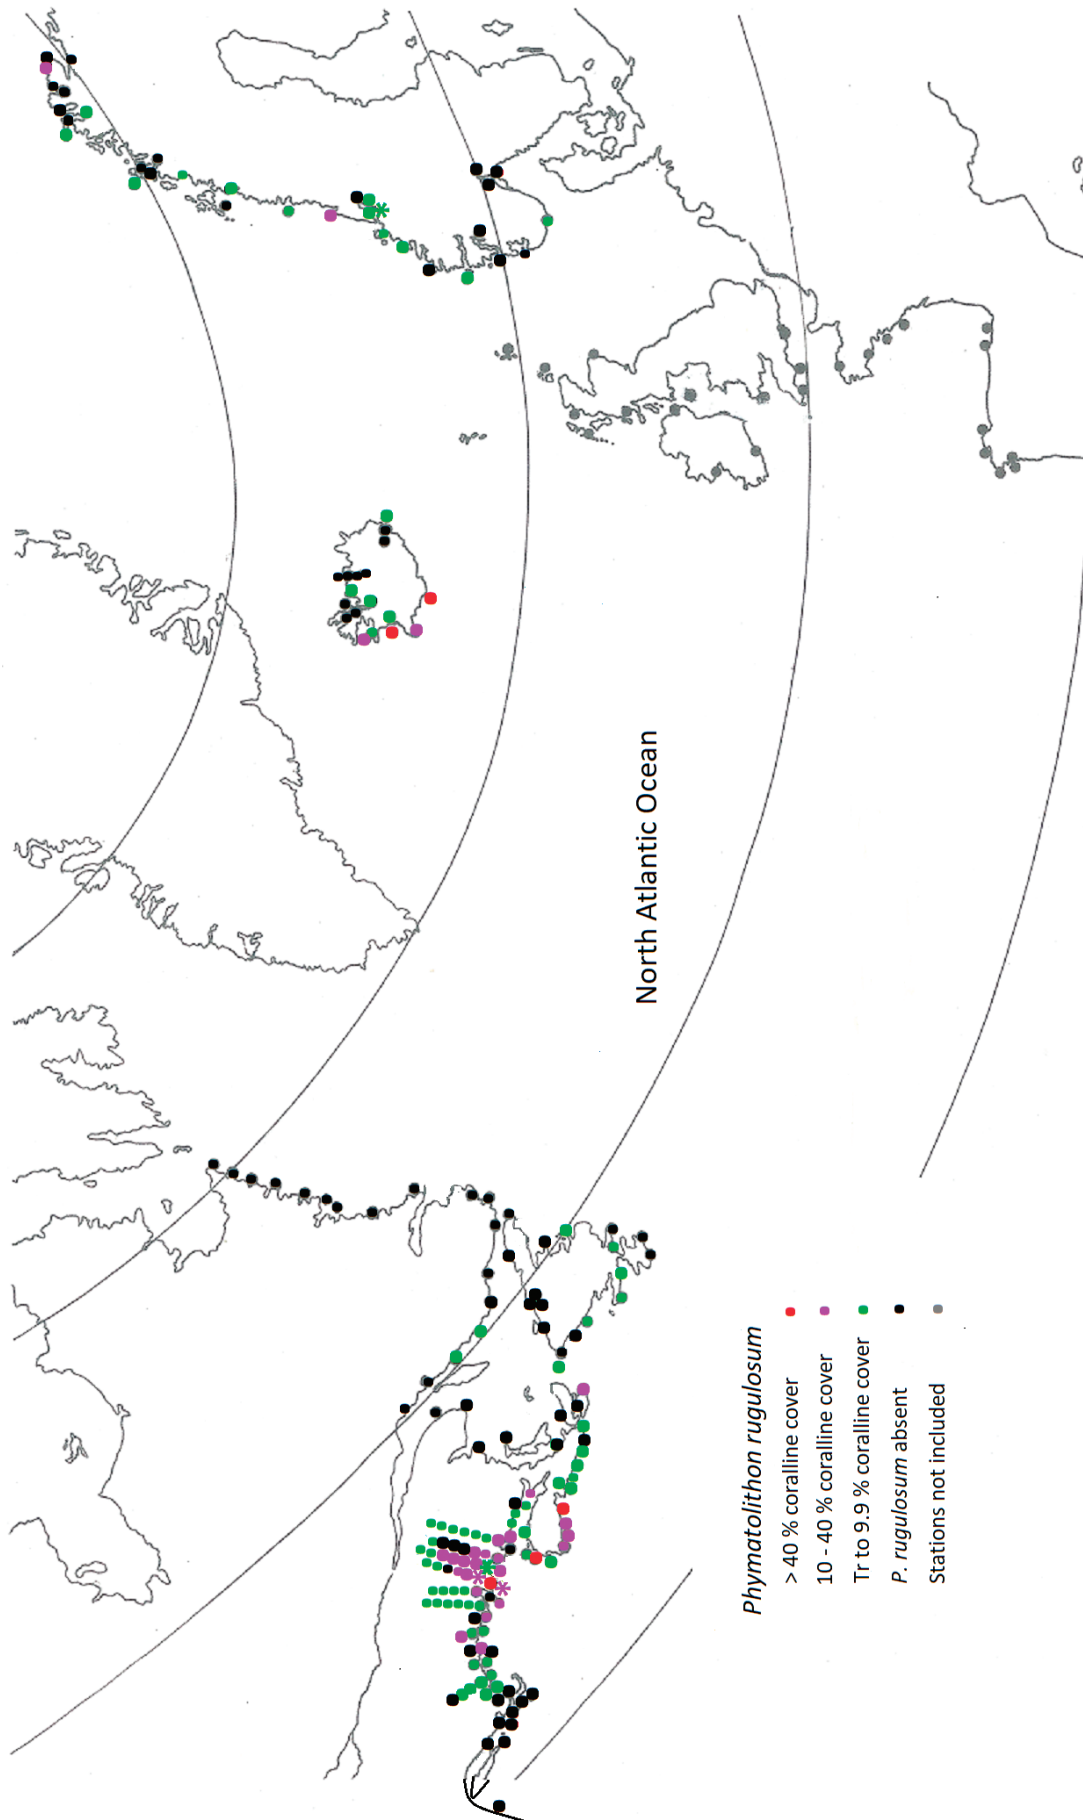 North Atlantic Ocean
Phymatolithon rugulosum
> 40 % coralline cover
10 - 40 % coralline cover
Tr to 9.9 % coralline cover
P. rugulosum absent
Stations not included